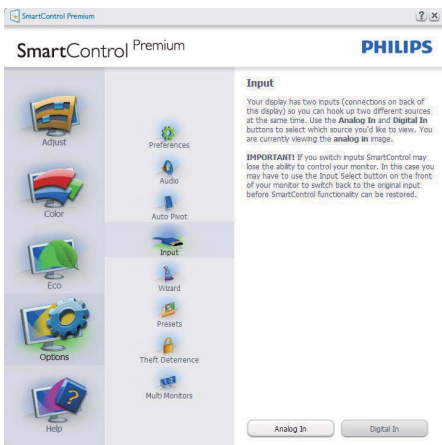 SmartControl Premium
SmartControl Premium
PHILIPS
Adjust
Color
Eco
Options
Help
Preferences
Audio
Auto Pivot
Input
Wizard
Presets
Theft Deterrence
Multi Monitors
Input
Your display has two inputs (connections on back of
this display) so you can hook up two different sources
at the same time. Use the Analog In and Digital In
buttons to select which source you'd like to view. You
are currently viewing the analog in image.
IMPORTANT! If you switch inputs SmartControl may
lose the ability to control your monitor. In this case you
may have to use the Input Select button on the front
of your monitor to switch back to the original input
before SmartControl functionality can be restored.
Analog In
Digital In